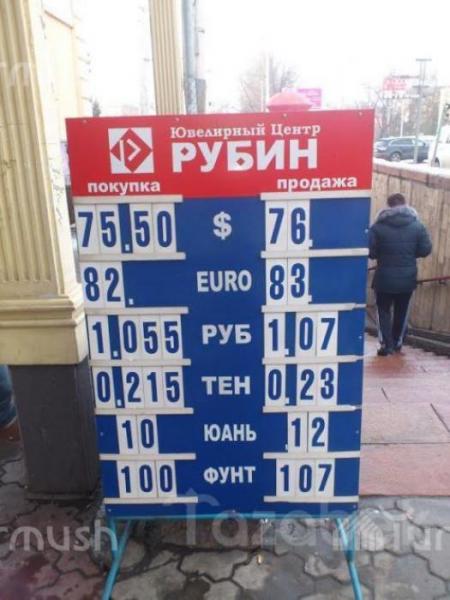 Ювелирный Центр
РУБИН
покупка продажа
75.50 $ 76.
82. EURO 83.
1.055 РУБ 1.07
0.215 ТЕН 0.23
10 ЮАНЬ 12
100 ФУНТ 107